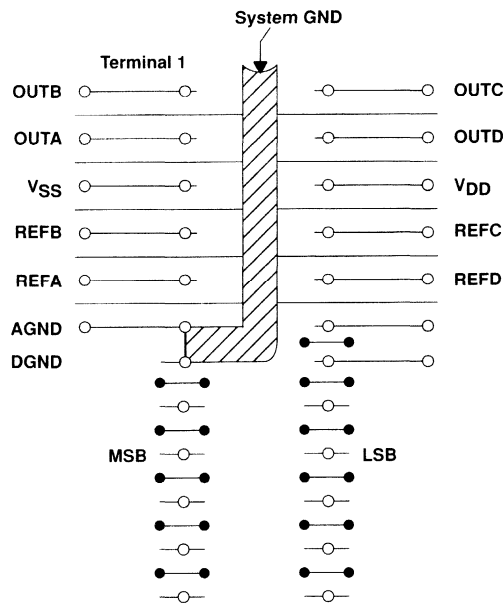 System GND
Terminal 1
OUTB
OUTC
OUTA
OUTD
VSS
VDD
REFB
REFC
REFA
REFD
AGND
DGND
MSB
LSB